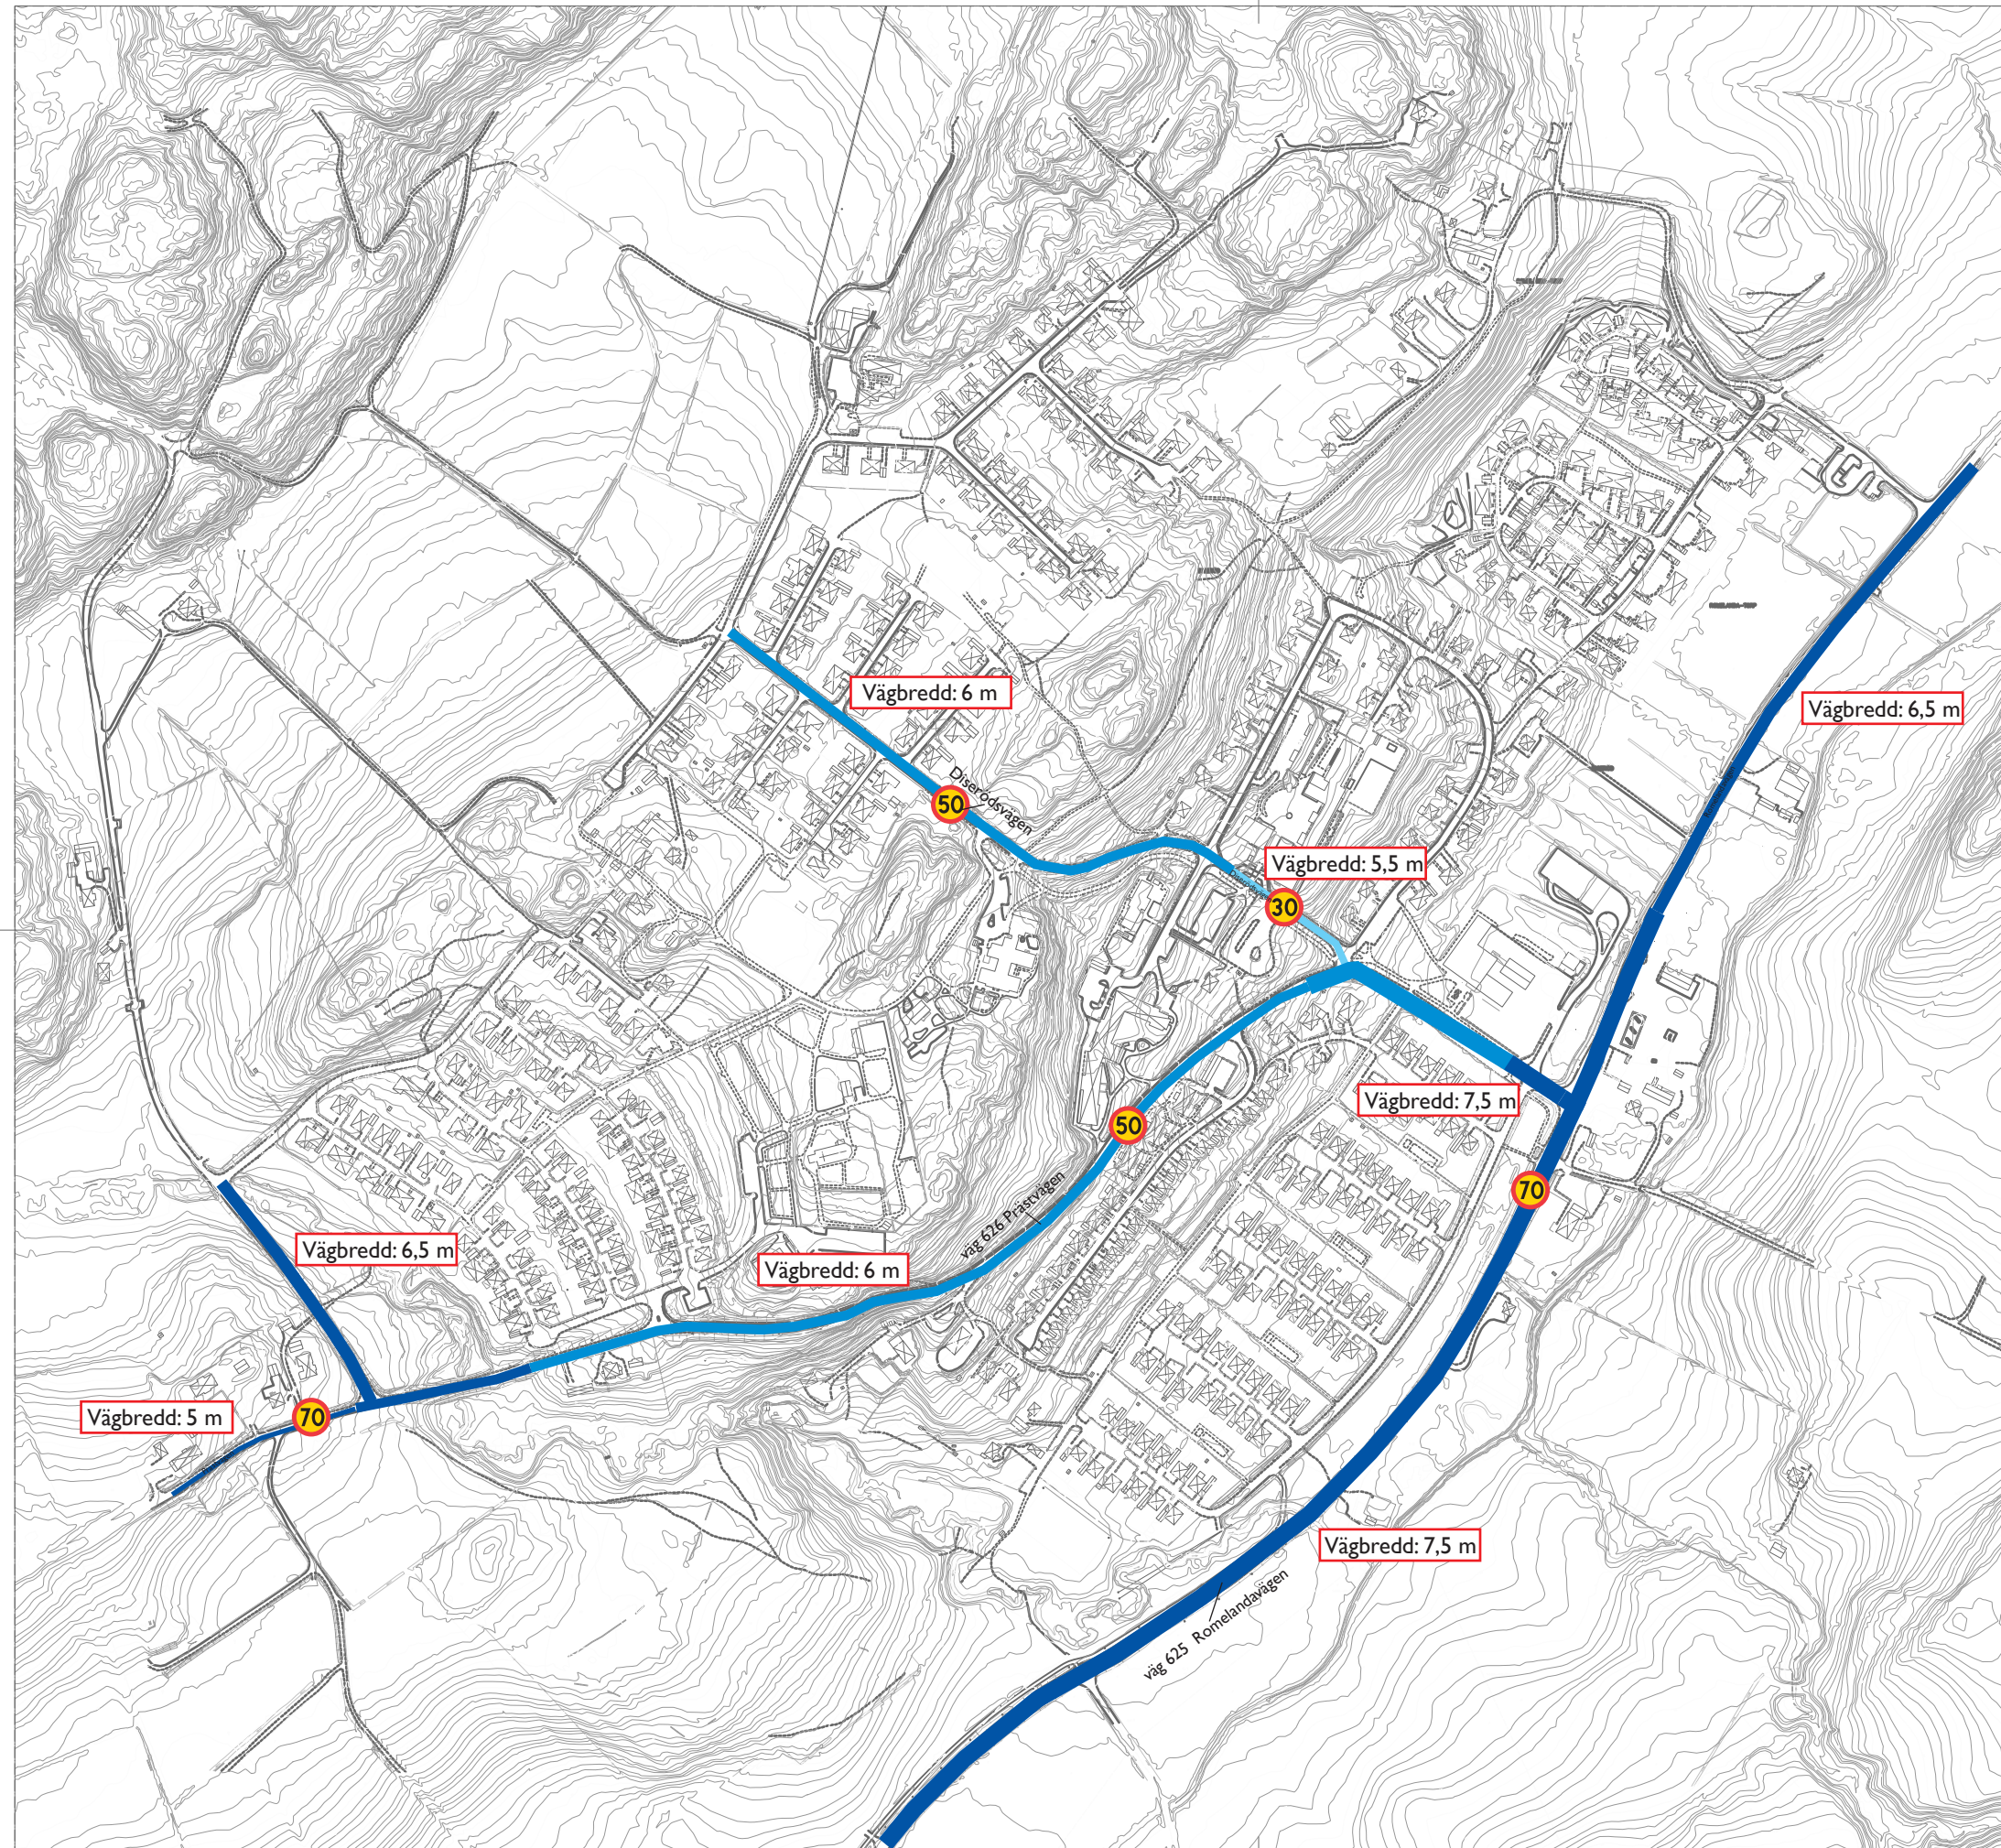 Vägbredd: 6 m
Vägbredd: 6,5 m
Diserödsvägen
50
Vägbredd: 5,5 m
30
Vägbredd: 7,5 m
50
70
väg 626 Prästvägen
Vägbredd: 6,5 m
Vägbredd: 6 m
Vägbredd: 5 m
70
Vägbredd: 7,5 m
väg 625 Romelandavägen